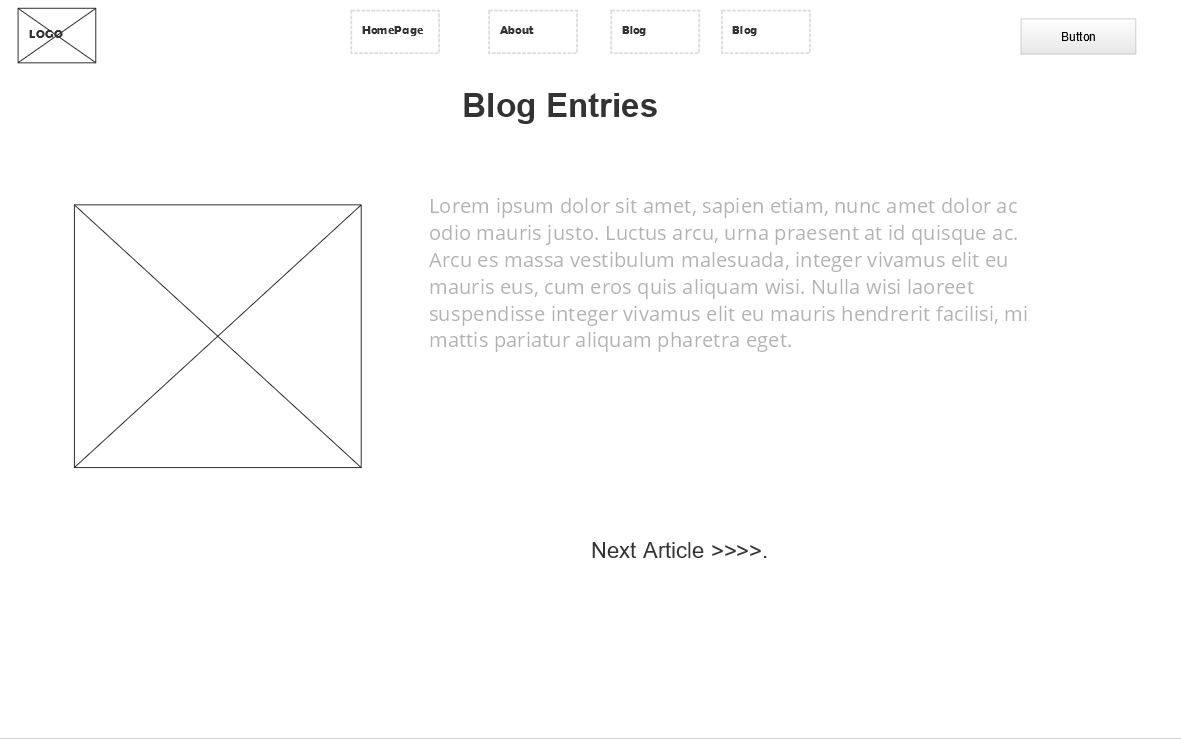 LOGO
HomePage
About
Blog
Blog
Button
Blog Entries
Lorem ipsum dolor sit amet, sapien etiam, nunc amet dolor ac
odio mauris justo. Luctus arcu, urna praesent at id quisque ac.
Arcu es massa vestibulum malesuada, integer vivamus elit eu
mauris eus, cum eros quis aliquam wisi. Nulla wisi laoreet
suspendisse integer vivamus elit eu mauris hendrerit facilisi, mi
mattis pariatur aliquam pharetra eget.
Next Article >>>>.